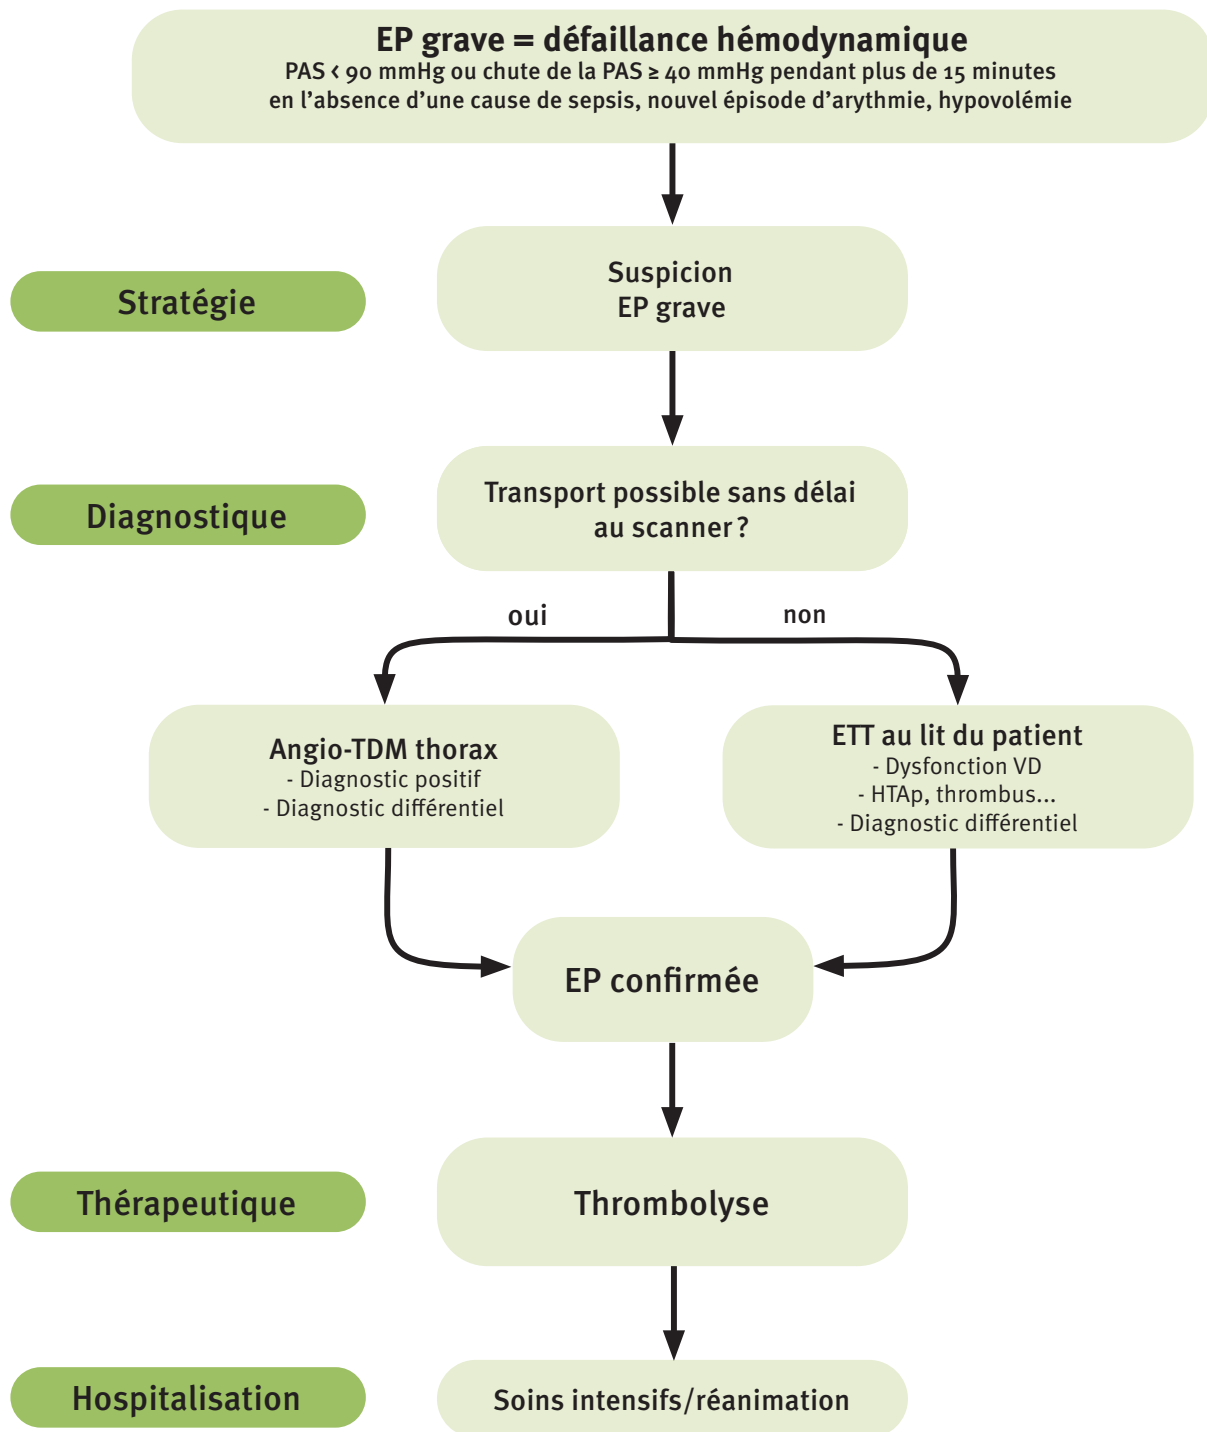 EP grave = défaillance hémodynamique
PAS < 90 mmHg ou chute de la PAS ≥ 40 mmHg pendant plus de 15 minutes
en l’absence d’une cause de sepsis, nouvel épisode d’arythmie, hypovolémie
Stratégie
Suspicion
EP grave
Diagnostique
Transport possible sans délai
au scanner ?
oui
non
Angio-TDM thorax
- Diagnostic positif
- Diagnostic différentiel
ETT au lit du patient
- Dysfonction VD
- HTAp, thrombus...
- Diagnostic différentiel
EP confirmée
Thérapeutique
Thrombolyse
Hospitalisation
Soins intensifs/réanimation